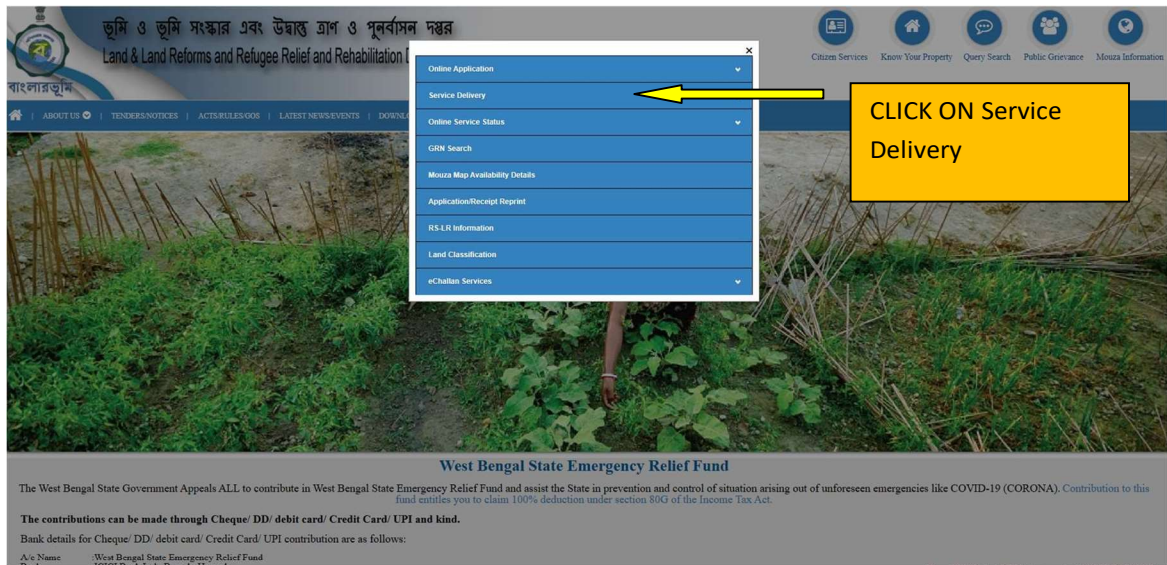 ভূমি ও ভূমি সংস্কার এবং উদ্বাস্তু ত্রাণ ও পুনর্বাসন দপ্তর
Land & Land Reforms and Refugee Relief and Rehabilitation
বাংলারভূমি
Citizen Services
Know Your Property
Query Search
Public Grievance
Mouza Information
ABOUT US | TENDERS/NOTICES | ACTS/RULES/GOS | LATEST NEWS/EVENTS |
×
Online Application
Service Delivery
Online Service Status
GRN Search
Mouza Map Availability Details
Application/Receipt Reprint
RS-LR Information
Land Classification
eChallan Services
CLICK ON Service
Delivery
West Bengal State Emergency Relief Fund
The West Bengal State Government Appeals ALL to contribute in West Bengal State Emergency Relief Fund and assist the State in prevention and control of situation arising out of unforeseen emergencies like COVID-19 (CORONA). Contribution to this
fund entitles you to claim 100% deduction under section 80G of the Income Tax Act.
The contributions can be made through Cheque/ DD/ debit card/ Credit Card/ UPI and kind.
Bank details for Cheque/ DD/ debit card/ Credit Card/ UPI contribution are as follows:
A/c Name :West Bengal State Emergency Relief Fund